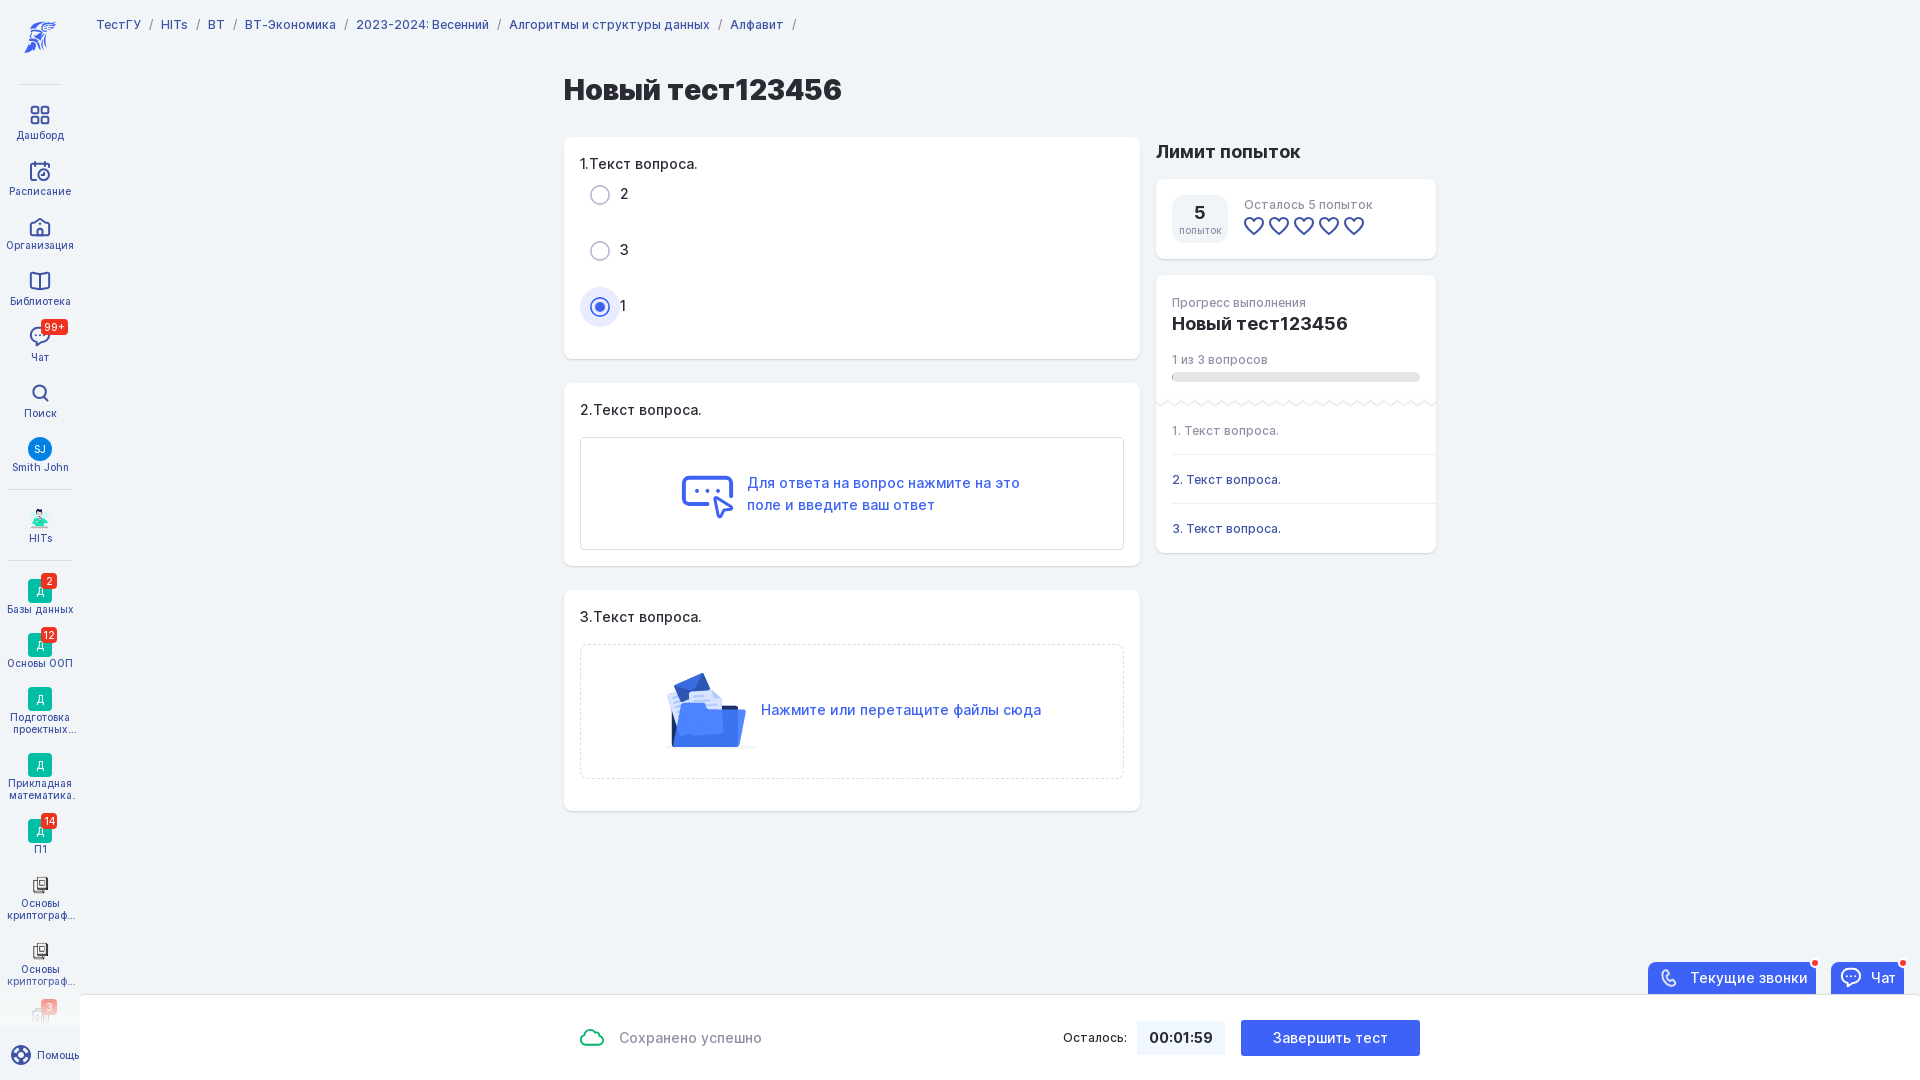 ТестГУ / HITs / ВТ / ВТ-Экономика / 2023-2024: Весенний / Алгоритмы и структуры данных / Алфавит /
Дашборд
Расписание
Организация
Библиотека
99+
Чат
Поиск
SJ
Smith John
HITs
2
Д
Базы данных
12
Д
Основы ООП
Д
Подготовка
проектных...
Д
Прикладная
математика.
14
Д
П1
Основы
криптограф...
Основы
криптограф...
3
Помощь
Новый тест123456
1.Текст вопроса.
2
3
1
2.Текст вопроса.
Для ответа на вопрос нажмите на это
поле и введите ваш ответ
3.Текст вопроса.
Нажмите или перетащите файлы сюда
Лимит попыток
5
попыток
Осталось 5 попыток
Прогресс выполнения
Новый тест123456
1 из 3 вопросов
1. Текст вопроса.
2. Текст вопроса.
3. Текст вопроса.
Текущие звонки
Чат
Сохранено успешно
Осталось: 00:01:59
Завершить тест